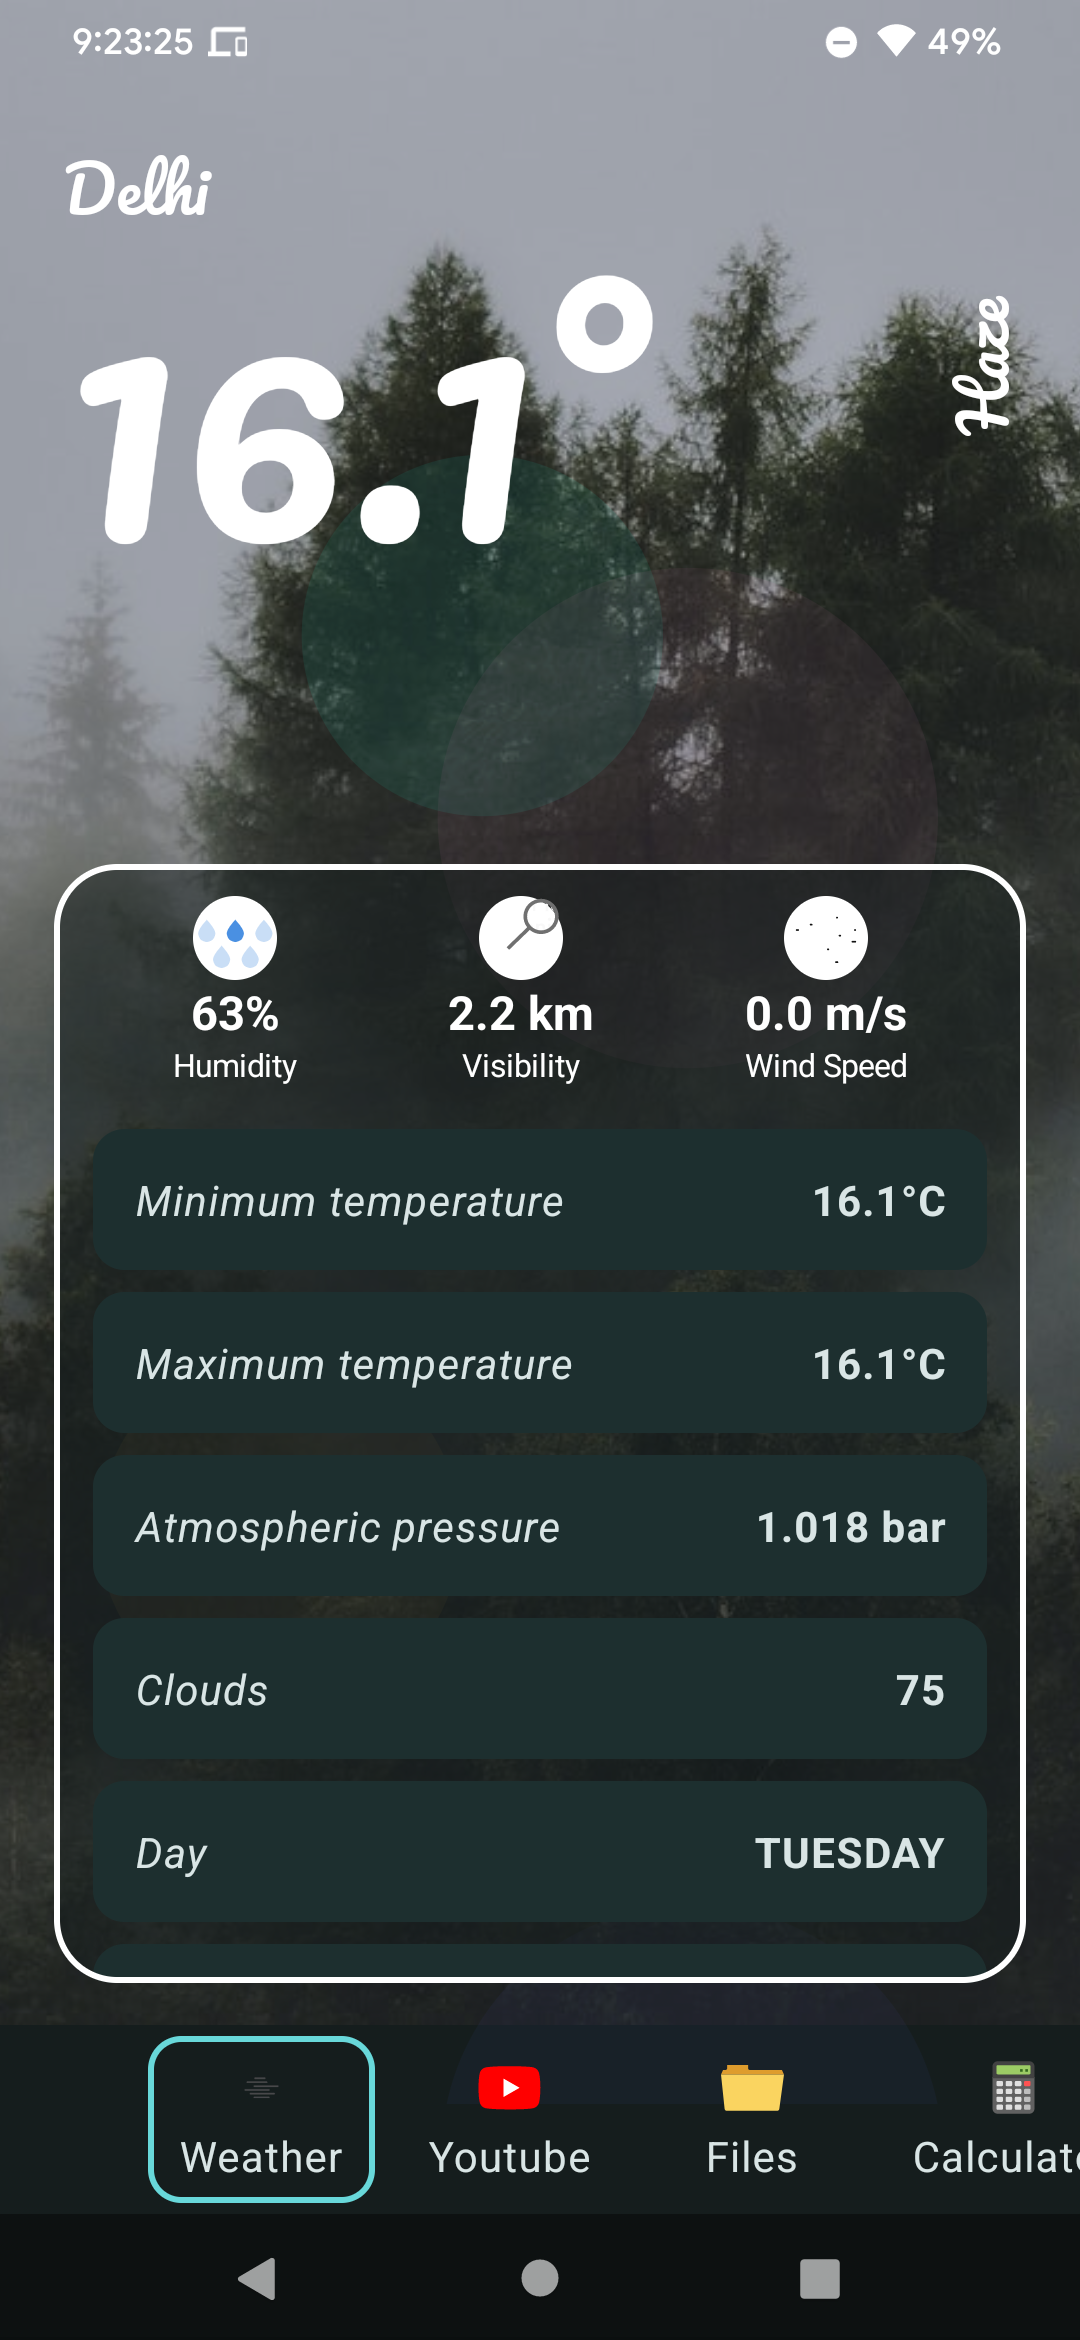 9:23:25
49%
Delhi
16.1°
Haze
63%
Humidity
2.2 km
Visibility
0.0 m/s
Wind Speed
Minimum temperature 16.1°C
Maximum temperature 16.1°C
Atmospheric pressure 1.018 bar
Clouds 75
Day TUESDAY
Weather
Youtube
Files
Calculat